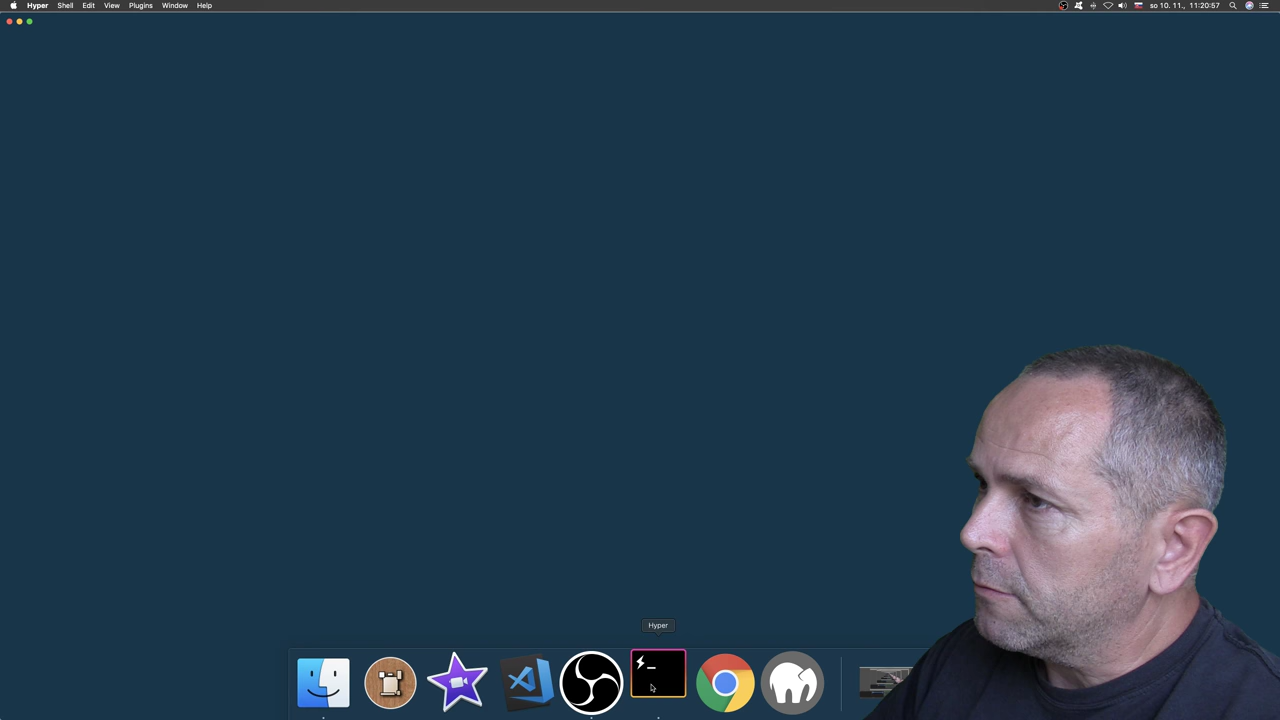 Hyper Shell Edit View Plugins Window Help
so 10. 11., 11:20:57
Hyper